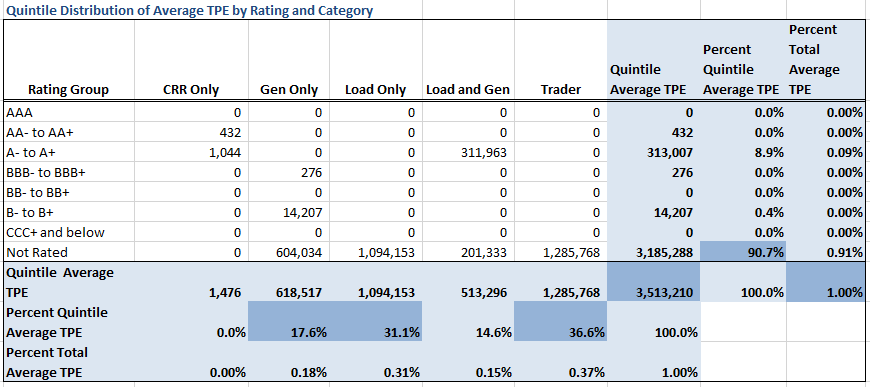 Quintile Distribution of Average TPE by Rating and Category
Percent
Percent Total
Quintile Quintile Average
Rating Group CRR Only Gen Only Load Only Load and Gen Trader Average TPE Average TPE TPE
AAA 0 0 0 0 0 0 0.0% 0.00%
AA- to AA+ 432 0 0 0 0 432 0.0% 0.00%
A- to A+ 1,044 0 0 311,963 0 313,007 8.9% 0.09%
BBB- to BBB+ 0 276 0 0 0 276 0.0% 0.00%
BB- to BB+ 0 0 0 0 0 0 0.0% 0.00%
B- to B+ 0 14,207 0 0 0 14,207 0.4% 0.00%
CCC+ and below 0 0 0 0 0 0 0.0% 0.00%
Not Rated 0 604,034 1,094,153 201,333 1,285,768 3,185,288 90.7% 0.91%
Quintile Average
TPE 1,476 618,517 1,094,153 513,296 1,285,768 3,513,210 100.0% 1.00%
Percent Quintile
Average TPE 0.0% 17.6% 31.1% 14.6% 36.6% 100.0%
Percent Total
Average TPE 0.00% 0.18% 0.31% 0.15% 0.37% 1.00%